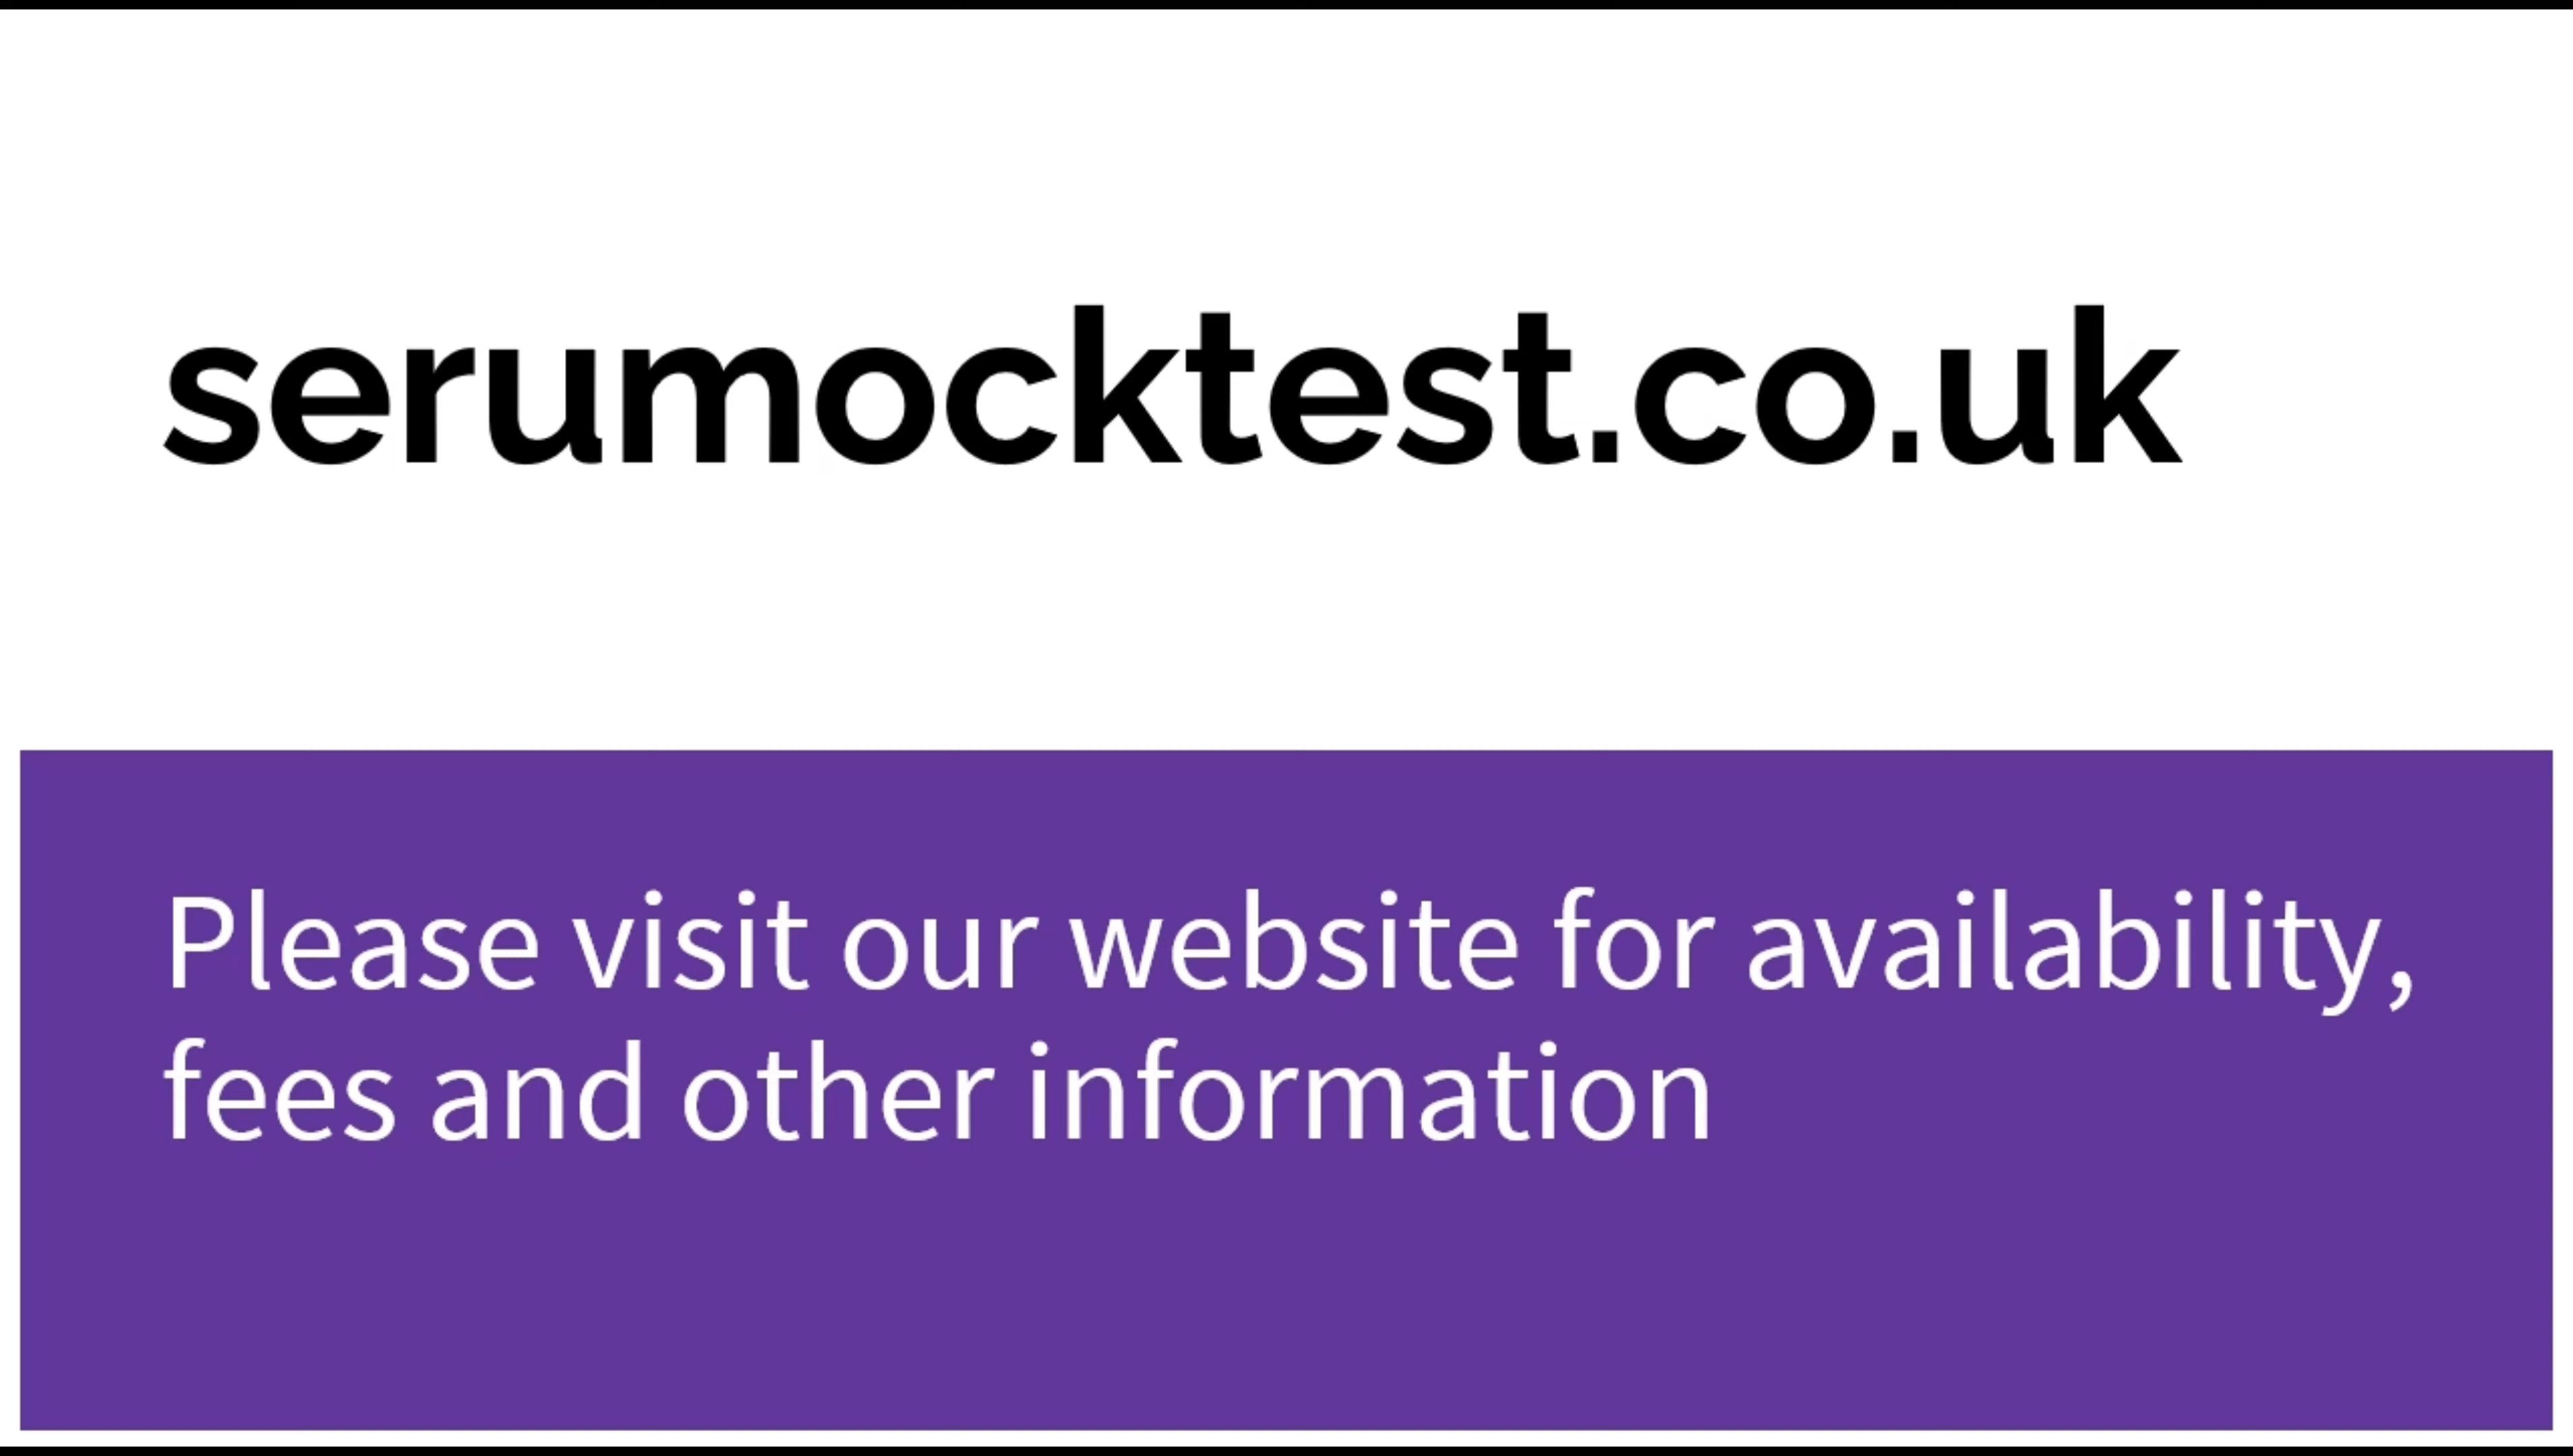 serumocktest.co.uk
Please visit our website for availability,
fees and other information